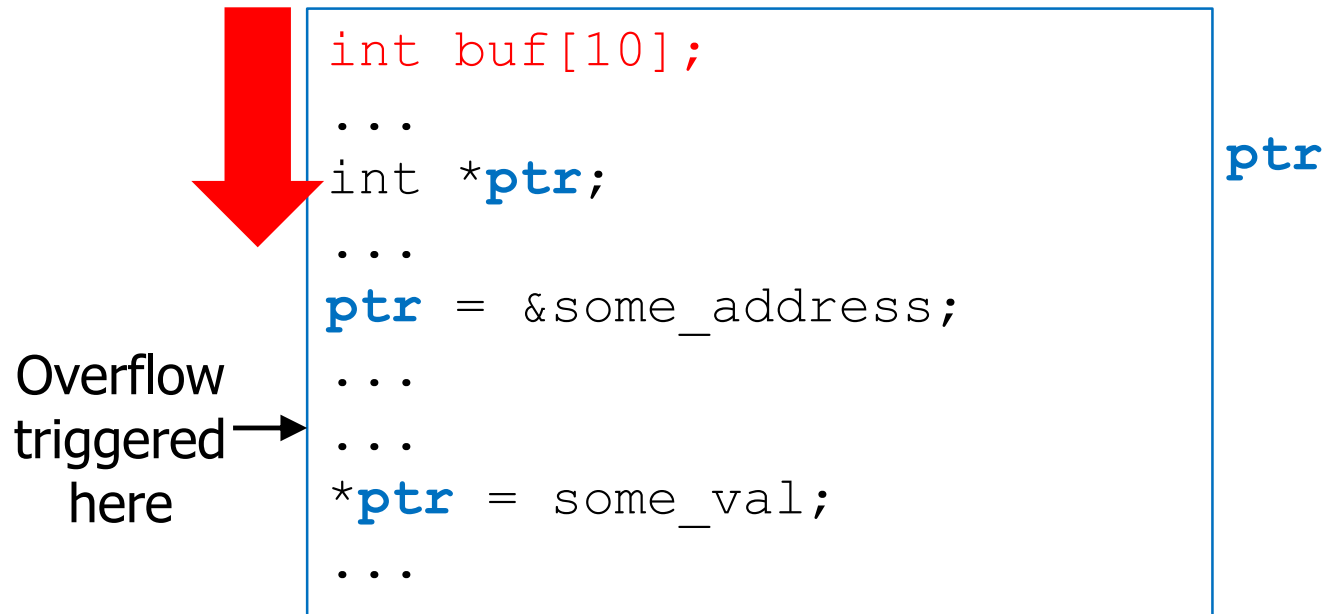 int buf[10];
...
int *ptr;
...
ptr = &some_address;
...
...
*ptr = some_val;
...
ptr
Overflow
triggered
here